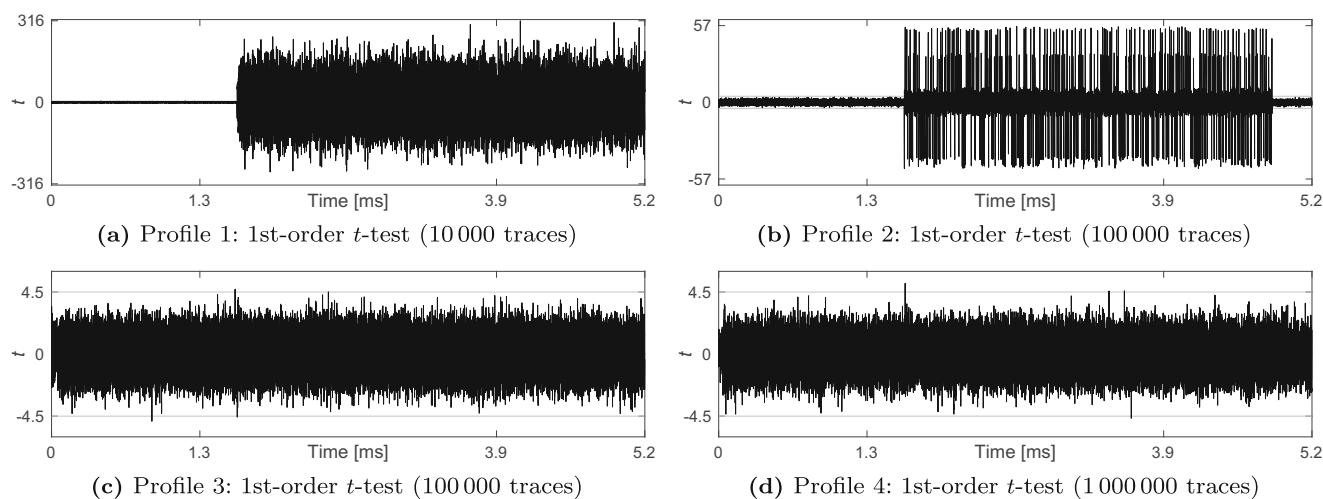 316
t
0
-316
0
1.3
Time [ms]
3.9
5.2
(a) Profile 1: 1st-order t-test (10 000 traces)
57
t
0
-57
0
1.3
Time [ms]
3.9
5.2
(b) Profile 2: 1st-order t-test (100 000 traces)
4.5
t
0
-4.5
0
1.3
Time [ms]
3.9
5.2
(c) Profile 3: 1st-order t-test (100 000 traces)
4.5
t
0
-4.5
0
1.3
Time [ms]
3.9
5.2
(d) Profile 4: 1st-order t-test (1 000 000 traces)